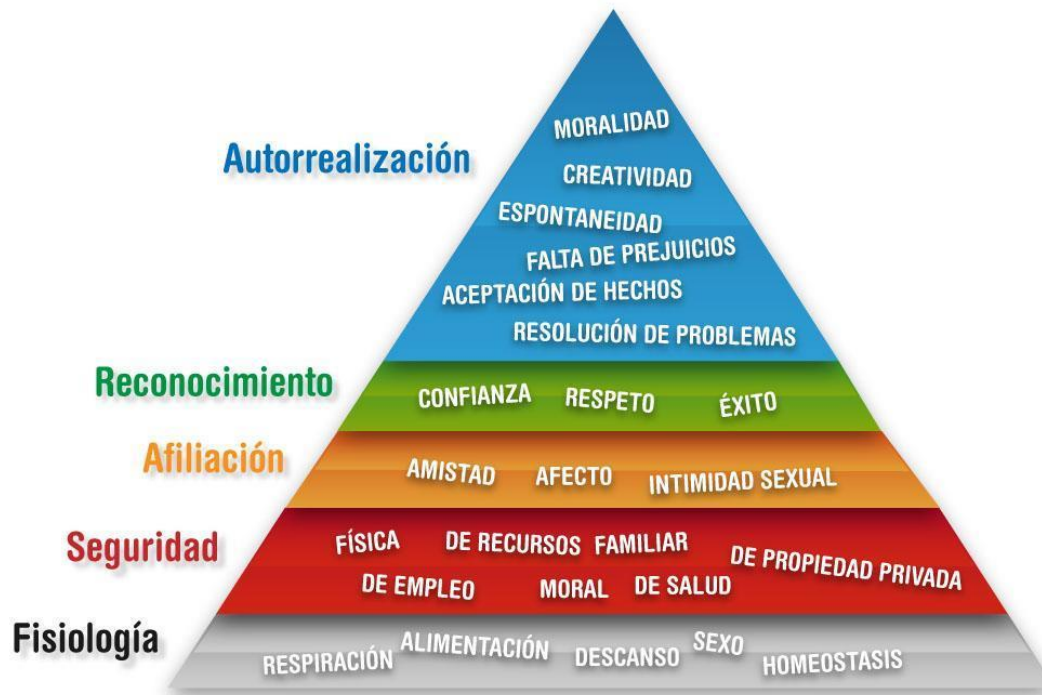 MORALIDAD
Autorrealización
CREATIVIDAD
ESPONTANEIDAD
FALTA DE PREJUICIOS
ACEPTACIÓN DE HECHOS
RESOLUCIÓN DE PROBLEMAS
Reconocimiento
CONFIANZA RESPETO ÉXITO
Afiliación
AMISTAD AFECTO INTIMIDAD SEXUAL
Seguridad
FÍSICA DE RECURSOS FAMILIAR DE PROPIEDAD PRIVADA
DE EMPLEO MORAL DE SALUD
Fisiología
RESPIRACIÓN ALIMENTACIÓN DESCANSO SEXO HOMEOSTASIS